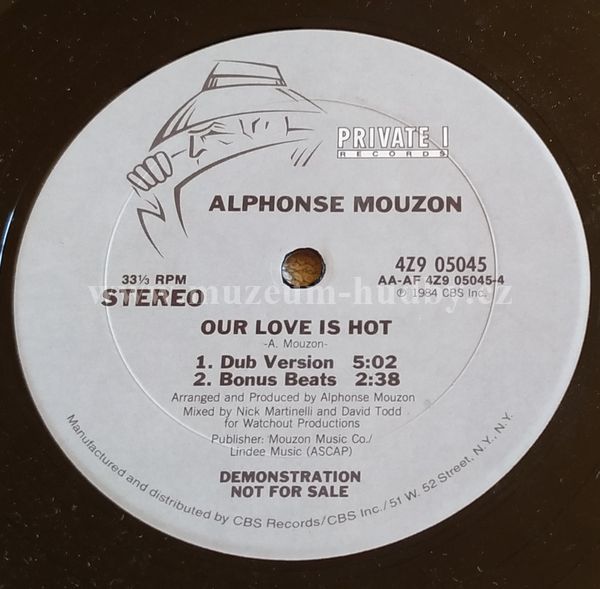 PRIVATE I
RECORDS
ALPHONSE MOUZON
33⅓ RPM
STEREO
4Z9 05045
AA-AF 4Z9 05045-4
℗ 1984 CBS Inc.
www.muzeum-hudby.cz
OUR LOVE IS HOT
-A. Mouzon-
1. Dub Version 5:02
2. Bonus Beats 2:38
Arranged and Produced by Alphonse Mouzon
Mixed by Nick Martinelli and David Todd
for Watchout Productions
Publisher: Mouzon Music Co./
Lindee Music (ASCAP)
DEMONSTRATION
NOT FOR SALE
Manufactured and distributed by CBS Records/CBS Inc./51 W. 52 Street, N.Y., N.Y.